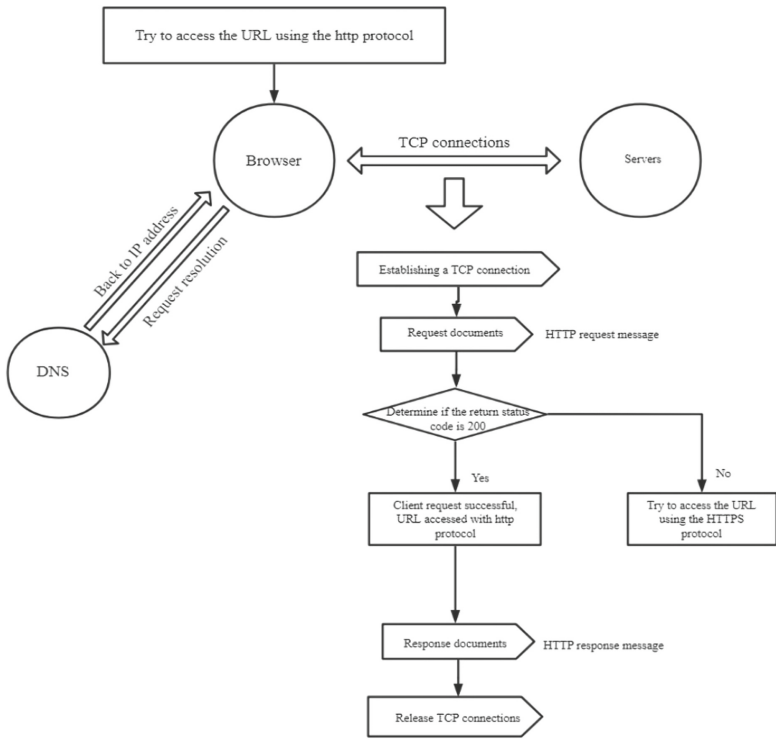 Try to access the URL using the http protocol
Browser
TCP connections
Servers
Back to IP address
Request resolution
DNS
Establishing a TCP connection
Request documents
HTTP request message
Determine if the return status
code is 200
Yes
No
Client request successful,
URL accessed with http
protocol
Try to access the URL
using the HTTPS
protocol
Response documents
HTTP response message
Release TCP connections